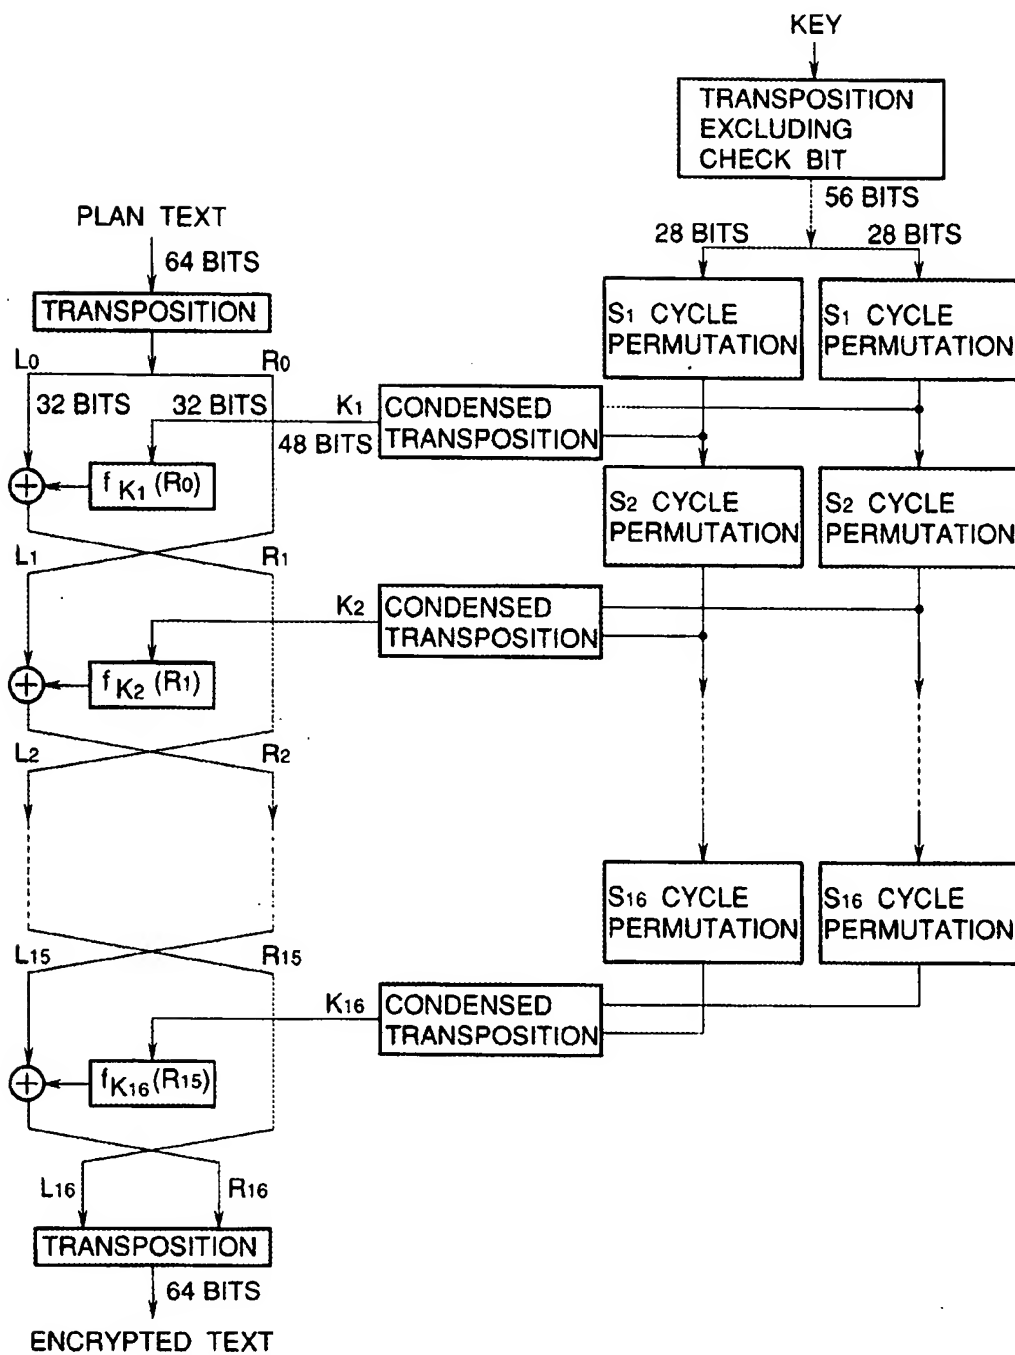 KEY
TRANSPOSITION
EXCLUDING
CHECK BIT
56 BITS
28 BITS 28 BITS
PLAN TEXT
64 BITS
TRANSPOSITION
S1 CYCLE
PERMUTATION
S1 CYCLE
PERMUTATION
L0 R0
32 BITS 32 BITS
K1
48 BITS
CONDENSED
TRANSPOSITION
fK1(R0)
S2 CYCLE
PERMUTATION
S2 CYCLE
PERMUTATION
L1 R1
K2
CONDENSED
TRANSPOSITION
fK2(R1)
L2 R2
S16 CYCLE
PERMUTATION
S16 CYCLE
PERMUTATION
L15 R15
K16
CONDENSED
TRANSPOSITION
fK16(R15)
L16 R16
TRANSPOSITION
64 BITS
ENCRYPTED TEXT